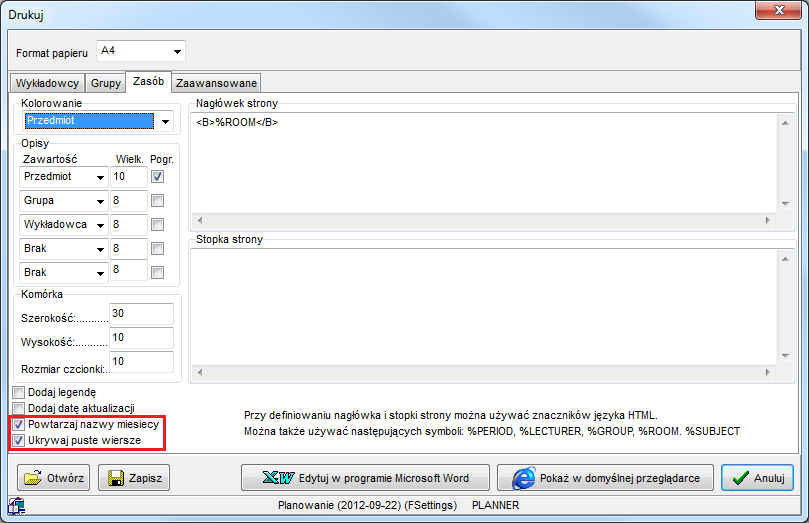 Drukuj
Format papieru A4
Wykładowcy Grupy Zasób Zaawansowane
Kolorowanie
Przedmiot
Opisy
Zawartość Wielk. Pogr.
Przedmiot 10
Grupa 8
Wykładowca 8
Brak 8
Brak 8
Komórka
Szerokość:........... 30
Wysokość:........... 10
Rozmiar czcionki:.. 10
Dodaj legendę
Dodaj datę aktualizacji
Powtarzaj nazwy miesiecy
Ukrywaj puste wiersze
Nagłówek strony
<B>%ROOM</B>
Stopka strony
Przy definiowaniu nagłówka i stopki strony można używać znaczników języka HTML.
Można także używać następujących symboli: %PERIOD, %LECTURER, %GROUP, %ROOM. %SUBJECT
Otwórz Zapisz Edytuj w programie Microsoft Word Pokaż w domyślnej przeglądarce Anuluj
Planowanie (2012-09-22) (FSettings) PLANNER